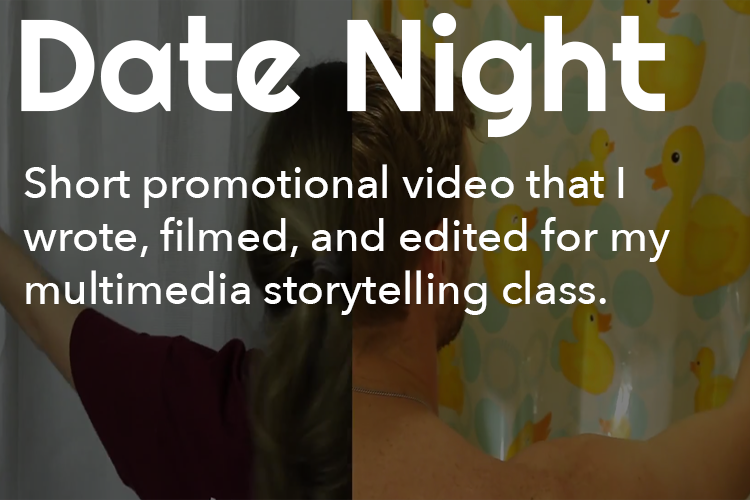 Date Night
Short promotional video that I
wrote, filmed, and edited for my
multimedia storytelling class.